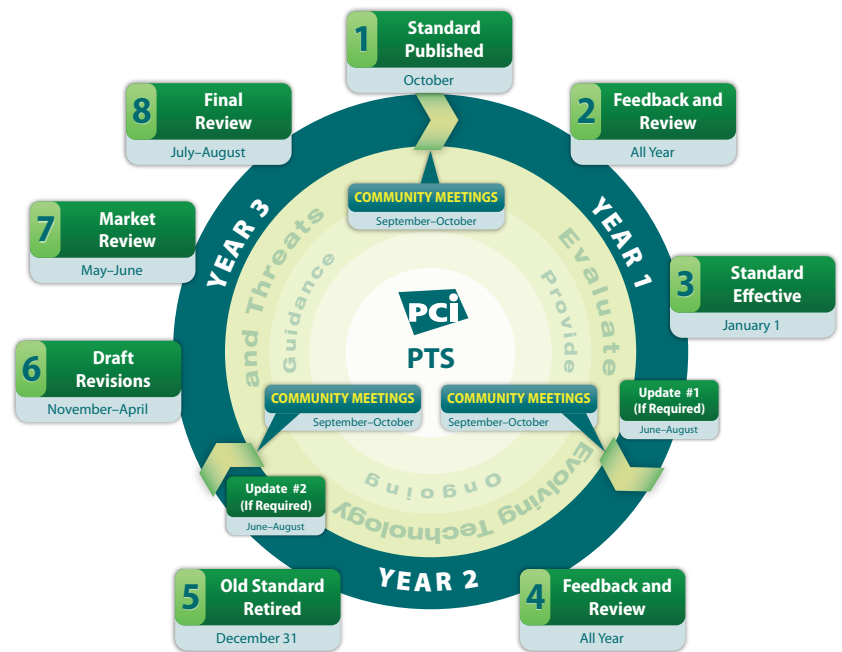 1
Standard
Published
October
2
Feedback and
Review
All Year
3
Standard
Effective
January 1
Update #1
(If Required)
June–August
4
Feedback and
Review
All Year
5
Old Standard
Retired
December 31
Update #2
(If Required)
June–August
6
Draft
Revisions
November–April
7
Market
Review
May–June
8
Final
Review
July–August
YEAR 1
YEAR 2
YEAR 3
COMMUNITY MEETINGS
September–October
COMMUNITY MEETINGS
September–October
COMMUNITY MEETINGS
September–October
Evaluate
Evolving Technology
and Threats
Provide
Ongoing
Guidance
PCi
PTS